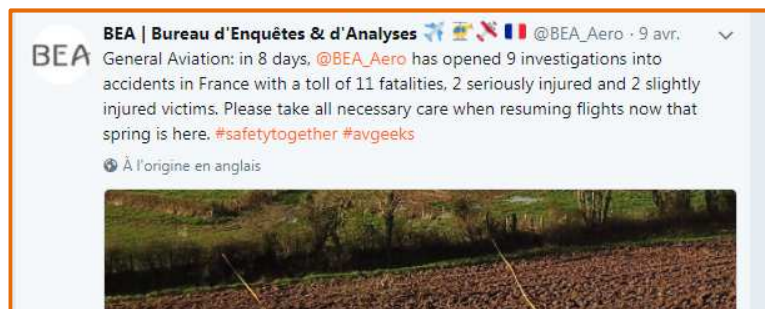 BEA | Bureau d'Enquêtes & d'Analyses ✈️ 🚁 🛩️ 🇫🇷 @BEA_Aero · 9 avr.
BEA
General Aviation: in 8 days, @BEA_Aero has opened 9 investigations into
accidents in France with a toll of 11 fatalities, 2 seriously injured and 2 slightly
injured victims. Please take all necessary care when resuming flights now that
spring is here. #safetytogether #avgeeks
À l'origine en anglais